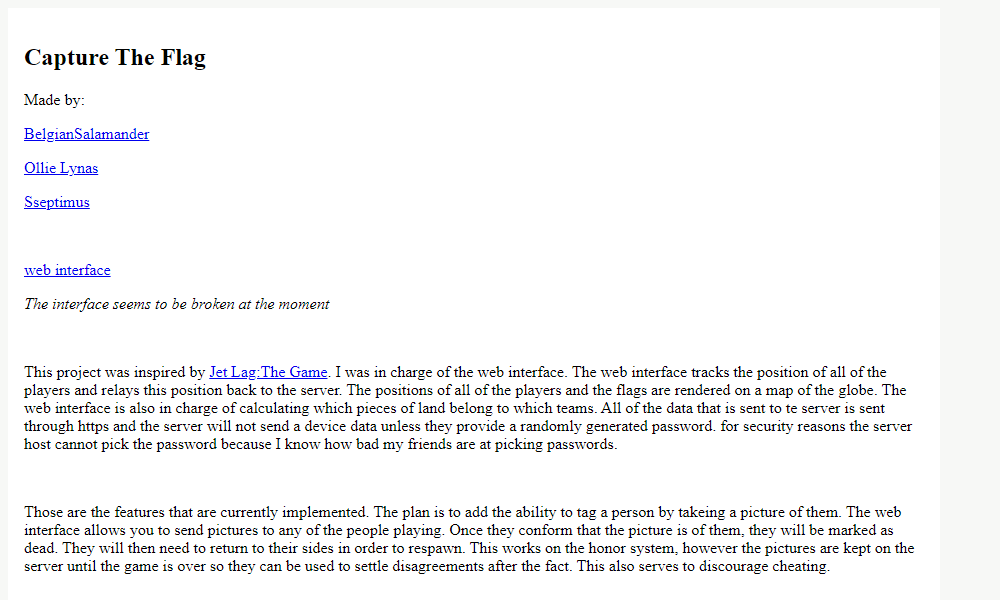 Capture The Flag
Made by:
BelgianSalamander
Ollie Lynas
Sseptimus
web interface
The interface seems to be broken at the moment
This project was inspired by Jet Lag:The Game. I was in charge of the web interface. The web interface tracks the position of all of the
players and relays this position back to the server. The positions of all of the players and the flags are rendered on a map of the globe. The
web interface is also in charge of calculating which pieces of land belong to which teams. All of the data that is sent to te server is sent
through https and the server will not send a device data unless they provide a randomly generated password. for security reasons the server
host cannot pick the password because I know how bad my friends are at picking passwords.
Those are the features that are currently implemented. The plan is to add the ability to tag a person by takeing a picture of them. The web
interface allows you to send pictures to any of the people playing. Once they conform that the picture is of them, they will be marked as
dead. They will then need to return to their sides in order to respawn. This works on the honor system, however the pictures are kept on the
server until the game is over so they can be used to settle disagreements after the fact. This also serves to discourage cheating.